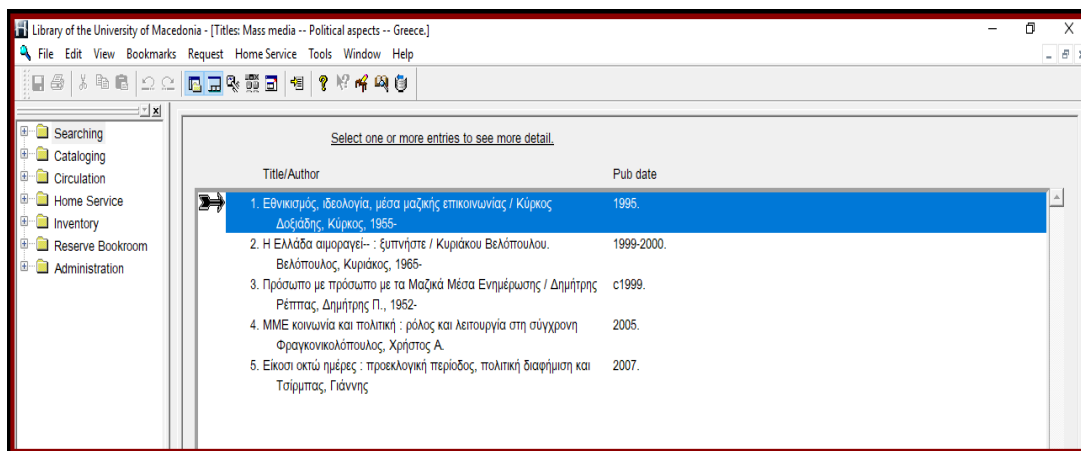 Library of the University of Macedonia - [Titles: Mass media -- Political aspects -- Greece.]
File Edit View Bookmarks Request Home Service Tools Window Help
Searching
Cataloging
Circulation
Home Service
Inventory
Reserve Bookroom
Administration
Select one or more entries to see more detail.
Title/Author Pub date
1. Εθνικισμός, ιδεολογία, μέσα μαζικής επικοινωνίας / Κύρκος 1995.
Δοξιάδης, Κύρκος, 1955-
2. Η Ελλάδα αιμοραγεί-- : ξυπνήστε / Κυριάκου Βελόπουλου. 1999-2000.
Βελόπουλος, Κυριάκος, 1965-
3. Πρόσωπο με πρόσωπο με τα Μαζικά Μέσα Ενημέρωσης / Δημήτρης c1999.
Ρέππας, Δημήτρης Π., 1952-
4. ΜΜΕ κοινωνία και πολιτική : ρόλος και λειτουργία στη σύγχρονη 2005.
Φραγκονικολόπουλος, Χρήστος Α.
5. Είκοσι οκτώ ημέρες : προεκλογική περίοδος, πολιτική διαφήμιση και 2007.
Τσίρμπας, Γιάννης